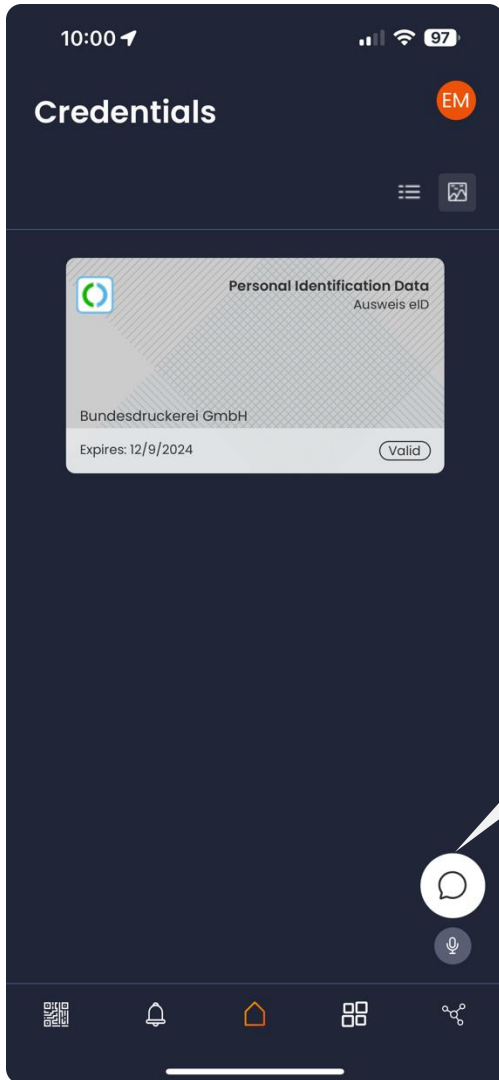 10:00
97
Credentials
EM
Personal Identification Data
Ausweis eID
Bundesdruckerei GmbH
Expires: 12/9/2024
Valid